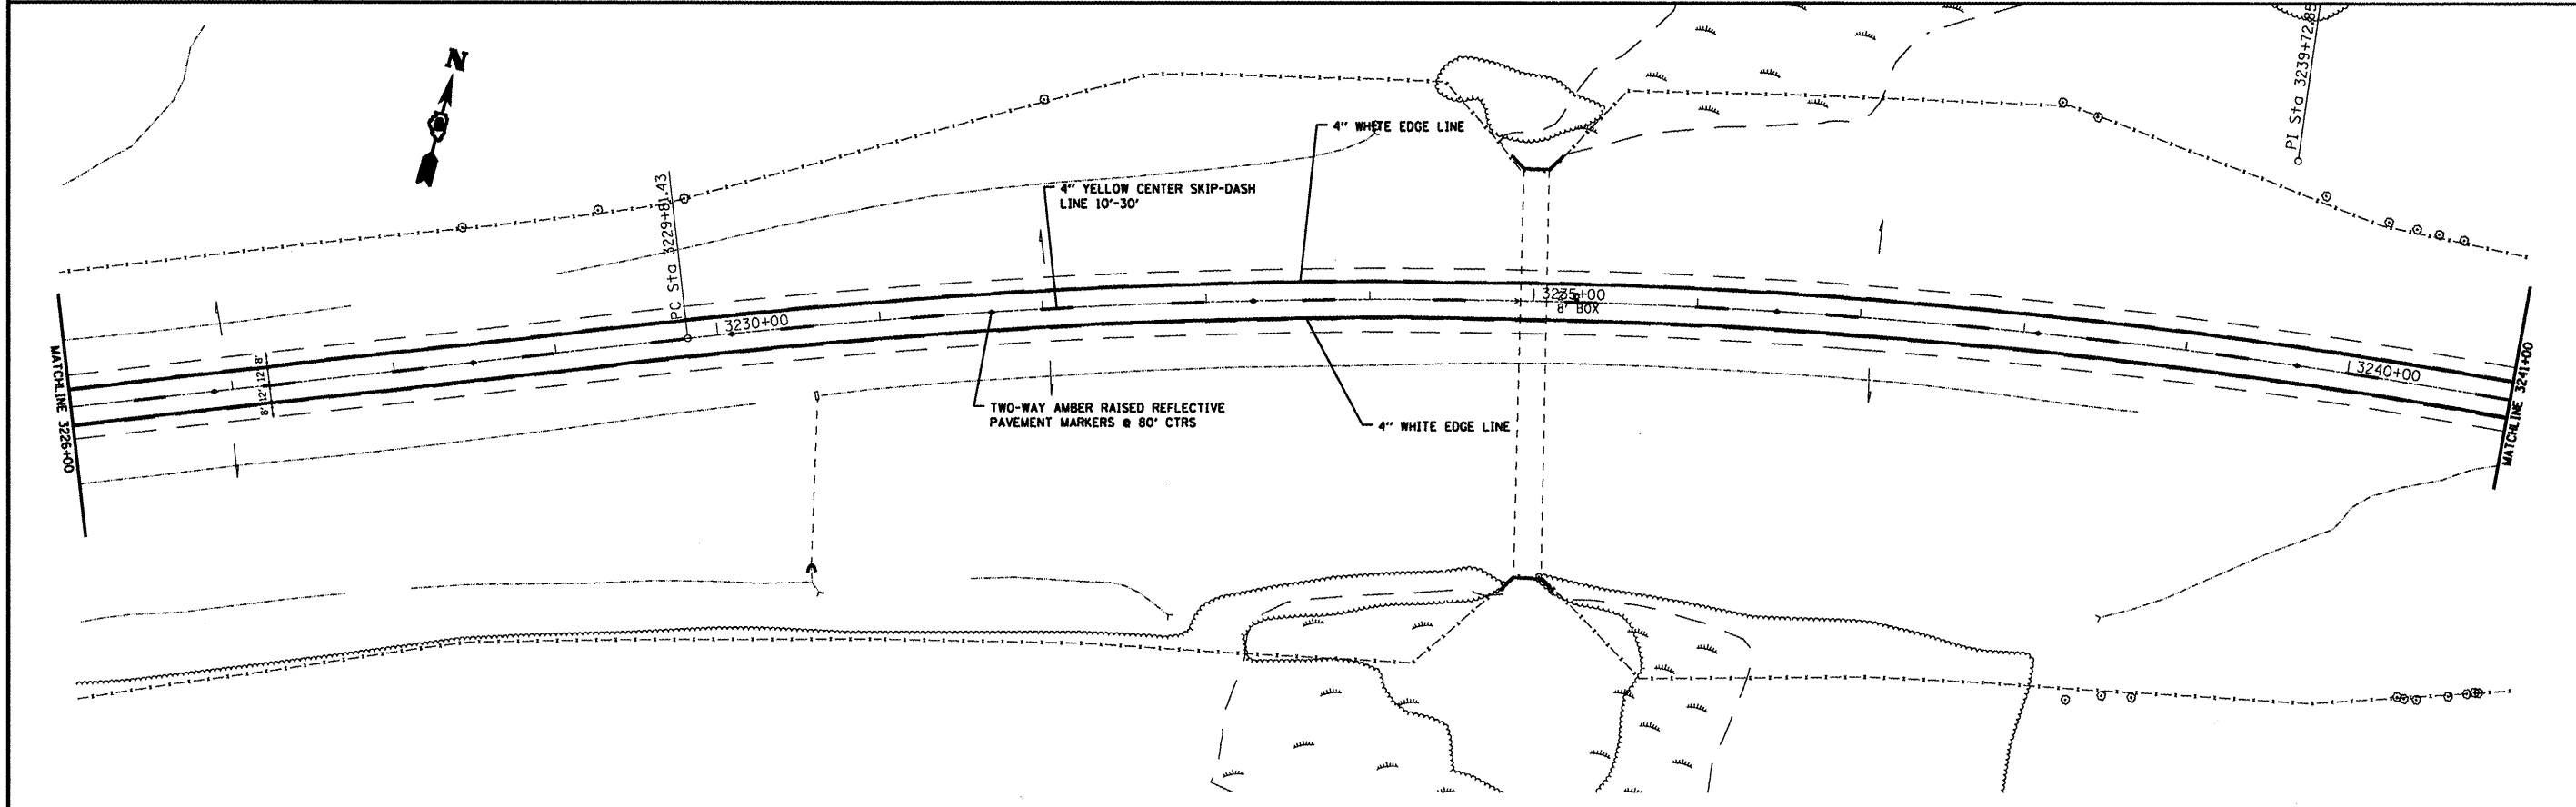 N
PI Sta 3239+72.85
4" WHITE EDGE LINE
PC Sta 3229+81.43
4" YELLOW CENTER SKIP-DASH
LINE 10'-30'
3235+00
8' BOX
3230+00
MATCHLINE 3226+00
8' 12' 12' 8'
3240+00
MATCHLINE 3241+00
TWO-WAY AMBER RAISED REFLECTIVE
PAVEMENT MARKERS @ 80' CTRS
4" WHITE EDGE LINE